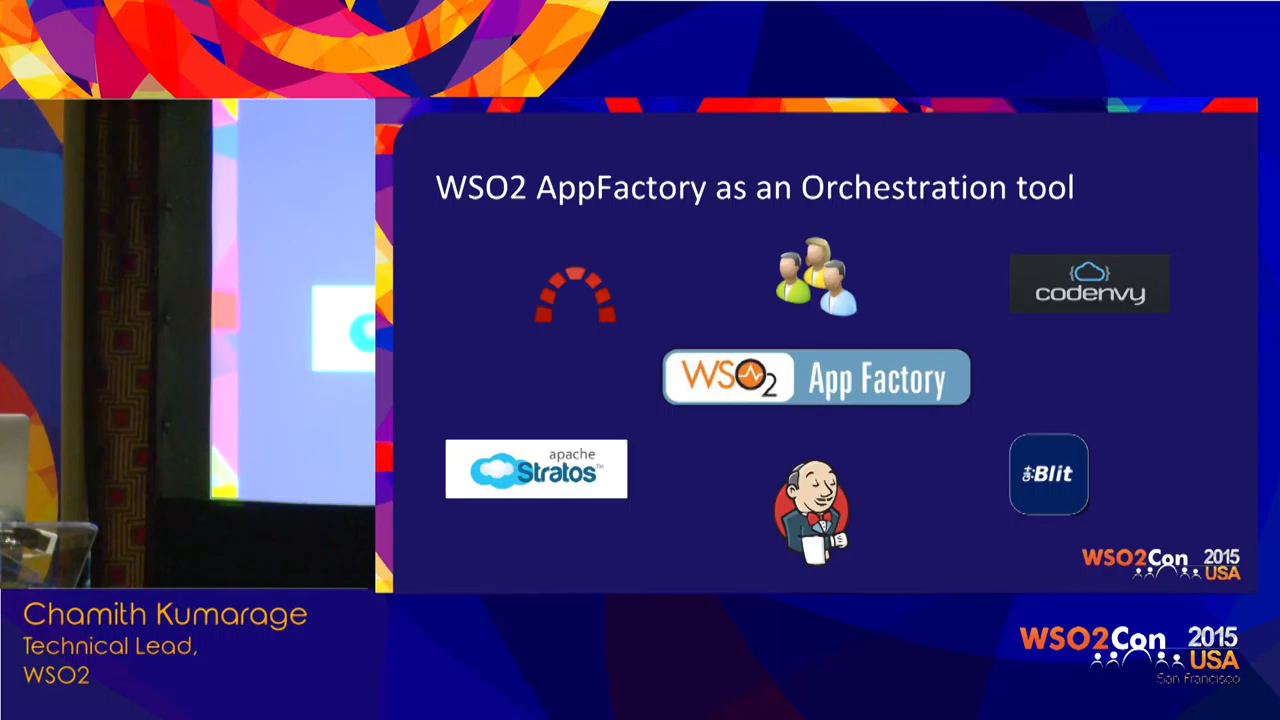 WSO2 AppFactory as an Orchestration tool
{codenvy}
WSO2 App Factory
apache
Stratos™
Blit
WSO2Con 2015
USA
Chamith Kumarage
Technical Lead,
WSO2
WSO2Con 2015
USA
San Francisco